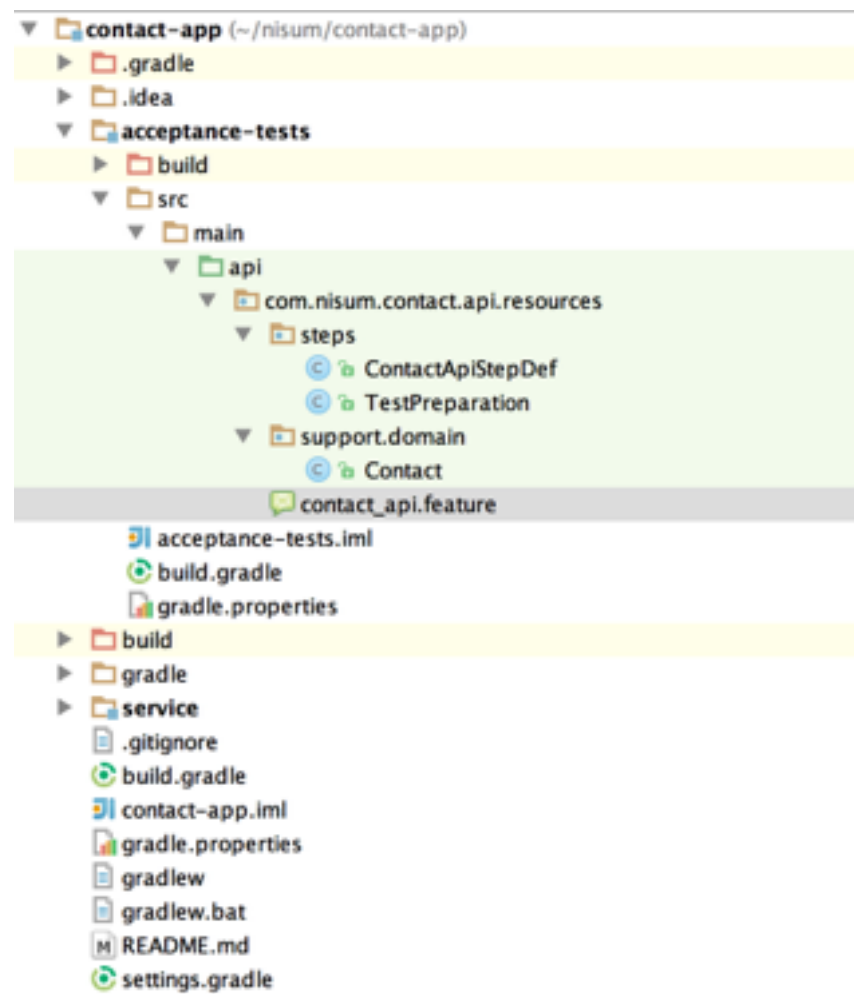 contact-app (~/nisum/contact-app)
.gradle
.idea
acceptance-tests
build
src
main
api
com.nisum.contact.api.resources
steps
ContactApiStepDef
TestPreparation
support.domain
Contact
contact_api.feature
acceptance-tests.iml
build.gradle
gradle.properties
build
gradle
service
.gitignore
build.gradle
contact-app.iml
gradle.properties
gradlew
gradlew.bat
README.md
settings.gradle